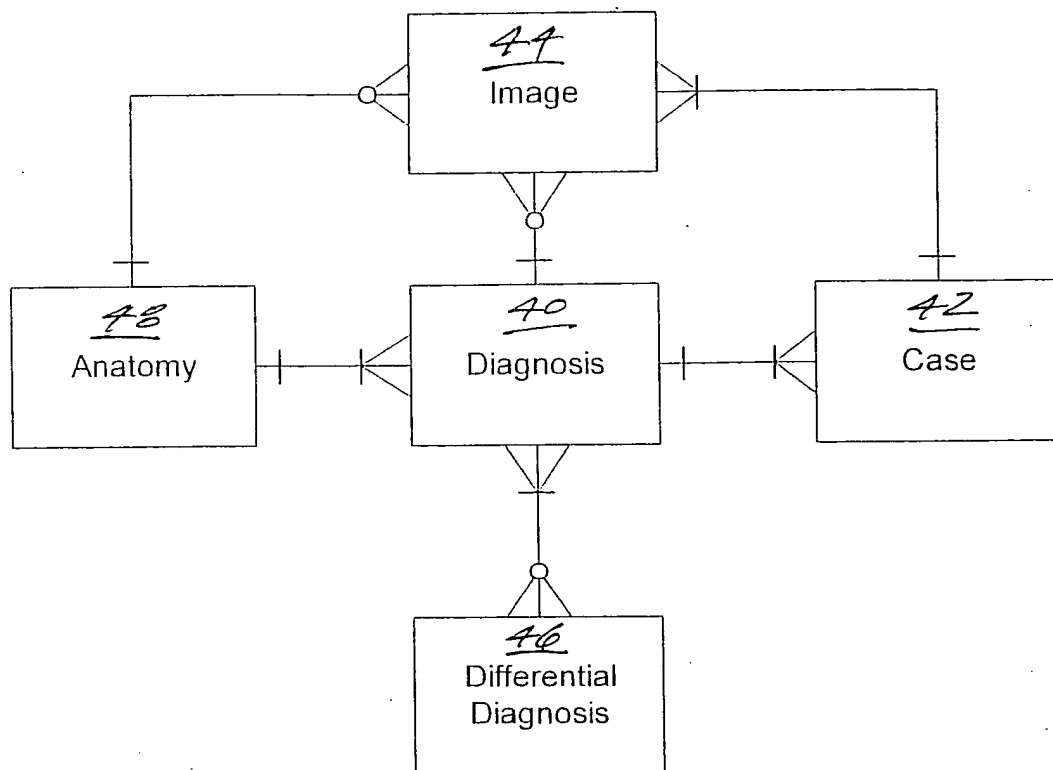 44
Image
48
Anatomy
40
Diagnosis
42
Case
46
Differential
Diagnosis